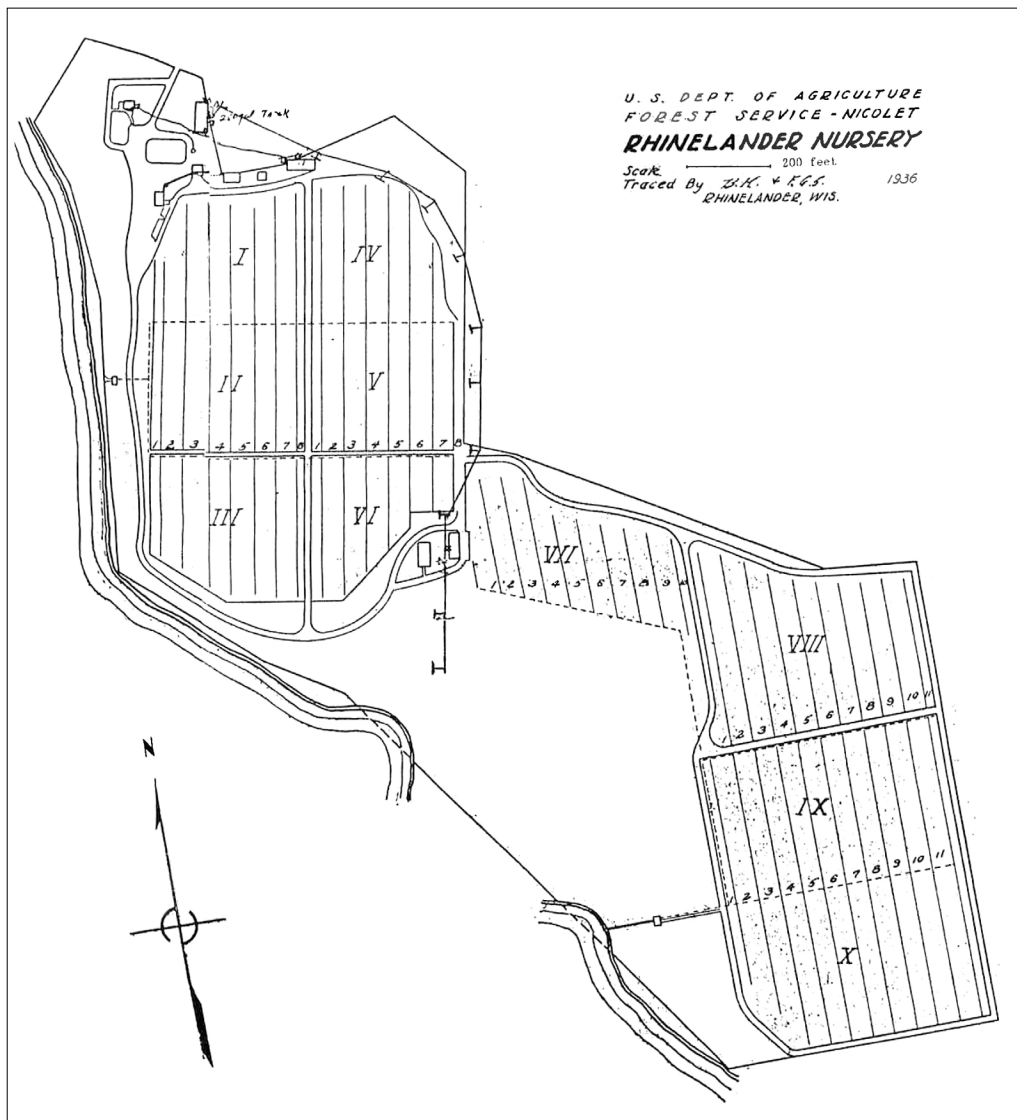 U. S. DEPT. OF AGRICULTURE
FOREST SERVICE - NICOLET
RHINELANDER NURSERY
Scale 200 feet
Traced By & F.G.S. 1936
RHINELANDER, WIS.
Tank
I IV
IV V
1 2 3 4 5 6 7 8 1 2 3 4 5 6 7 8
IV VI
VII
1 2 3 4 5 6 7 8 9 10
VIII
1 2 3 4 5 6 7 8 9 10 11
N
IX
1 2 3 4 5 6 7 8 9 10 11
X